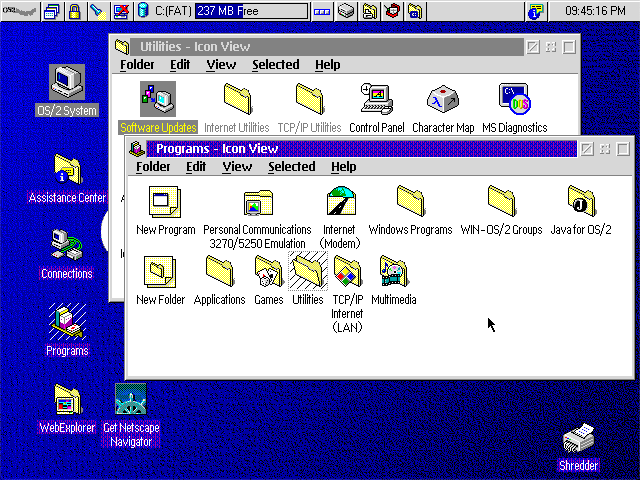 OS/2 C:(FAT) 237 MB Free 09:45:16 PM
Utilities - Icon View
Folder Edit View Selected Help
OS/2 System
Software Updates Internet Utilities TCP/IP Utilities Control Panel Character Map MS Diagnostics
Programs - Icon View
Folder Edit View Selected Help
Assistance Center
New Program Personal Communications Internet Windows Programs WIN-OS/2 Groups Java for OS/2
3270/5250 Emulation (Modem)
Connections
New Folder Applications Games Utilities TCP/IP Multimedia
Internet
(LAN)
Programs
WebExplorer Get Netscape
Navigator
Shredder